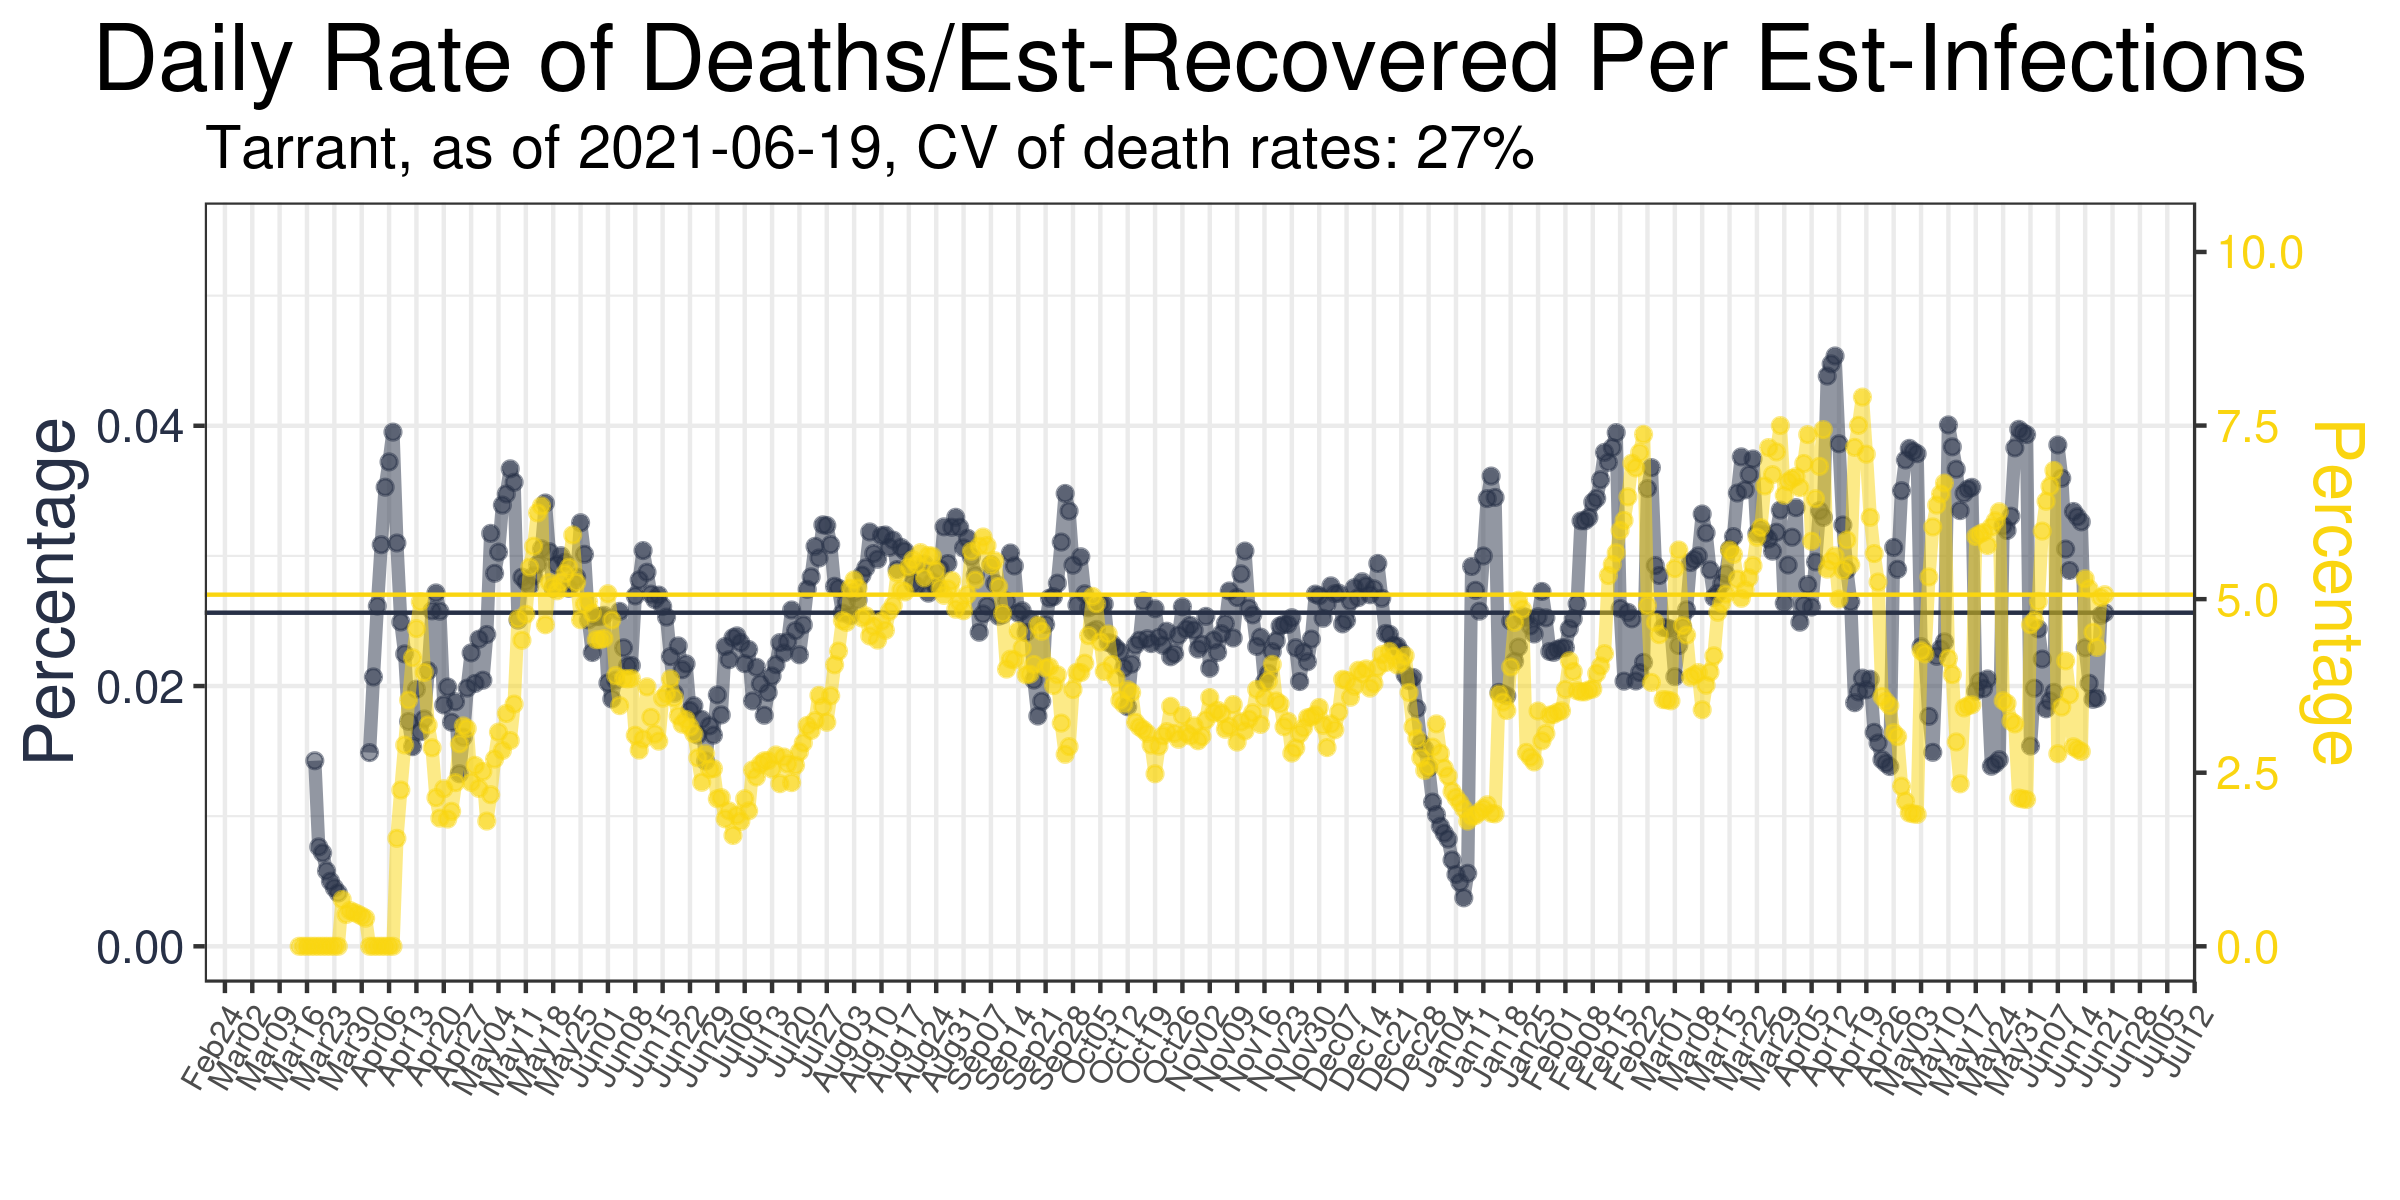 Daily Rate of Deaths/Est-Recovered Per Est-Infections
Tarrant, as of 2021-06-19, CV of death rates: 27%
Percentage
0.04
0.02
0.00
10.0
7.5
5.0
2.5
0.0
Percentage
Feb24
Mar02
Mar09
Mar16
Mar23
Mar30
Apr06
Apr13
Apr20
Apr27
May04
May11
May18
May25
Jun01
Jun08
Jun15
Jun22
Jun29
Jul06
Jul13
Jul20
Jul27
Aug03
Aug10
Aug17
Aug24
Aug31
Sep07
Sep14
Sep21
Sep28
Oct05
Oct12
Oct19
Oct26
Nov02
Nov09
Nov16
Nov23
Nov30
Dec07
Dec14
Dec21
Dec28
Jan04
Jan11
Jan18
Jan25
Feb01
Feb08
Feb15
Feb22
Mar01
Mar08
Mar15
Mar22
Mar29
Apr05
Apr12
Apr19
Apr26
May03
May10
May17
May24
May31
Jun07
Jun14
Jun21
Jun28
Jul05
Jul12